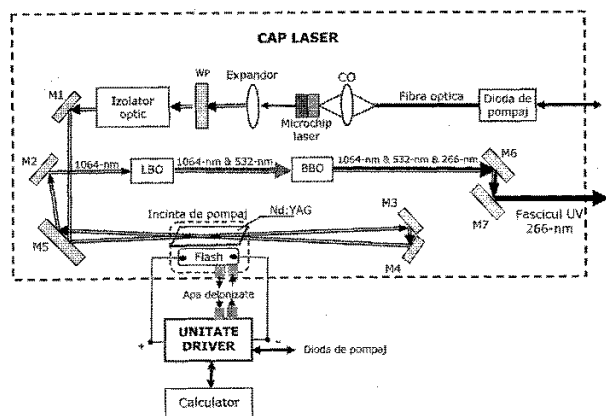 CAP LASER
M1
Izolator
optic
WP
Expandor
Microchip
laser
CO
Fibra optica
Dioda de
pompaj
M2
1064-nm
LBO
1064-nm & 532-nm
BBO
1064-nm & 532-nm & 266-nm
M6
M7
Fascicul UV
266-nm
Incinta de pompaj
Nd:YAG
M3
M5
M4
Flash
Apa deionizate
-
+
UNITATE
DRIVER
Dioda de pompaj
Calculator